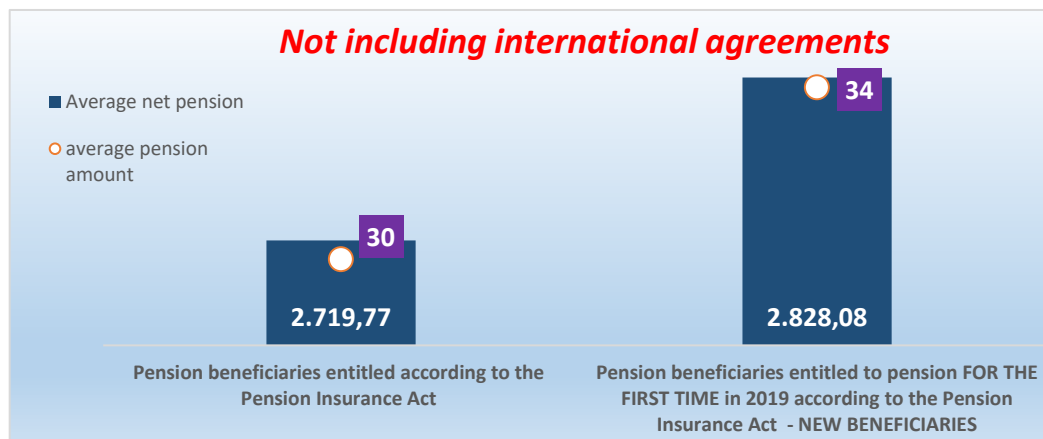 Not including international agreements
Average net pension
average pension
amount
30
34
2.719,77
2.828,08
Pension beneficiaries entitled according to the
Pension Insurance Act
Pension beneficiaries entitled to pension FOR THE
FIRST TIME in 2019 according to the Pension
Insurance Act - NEW BENEFICIARIES